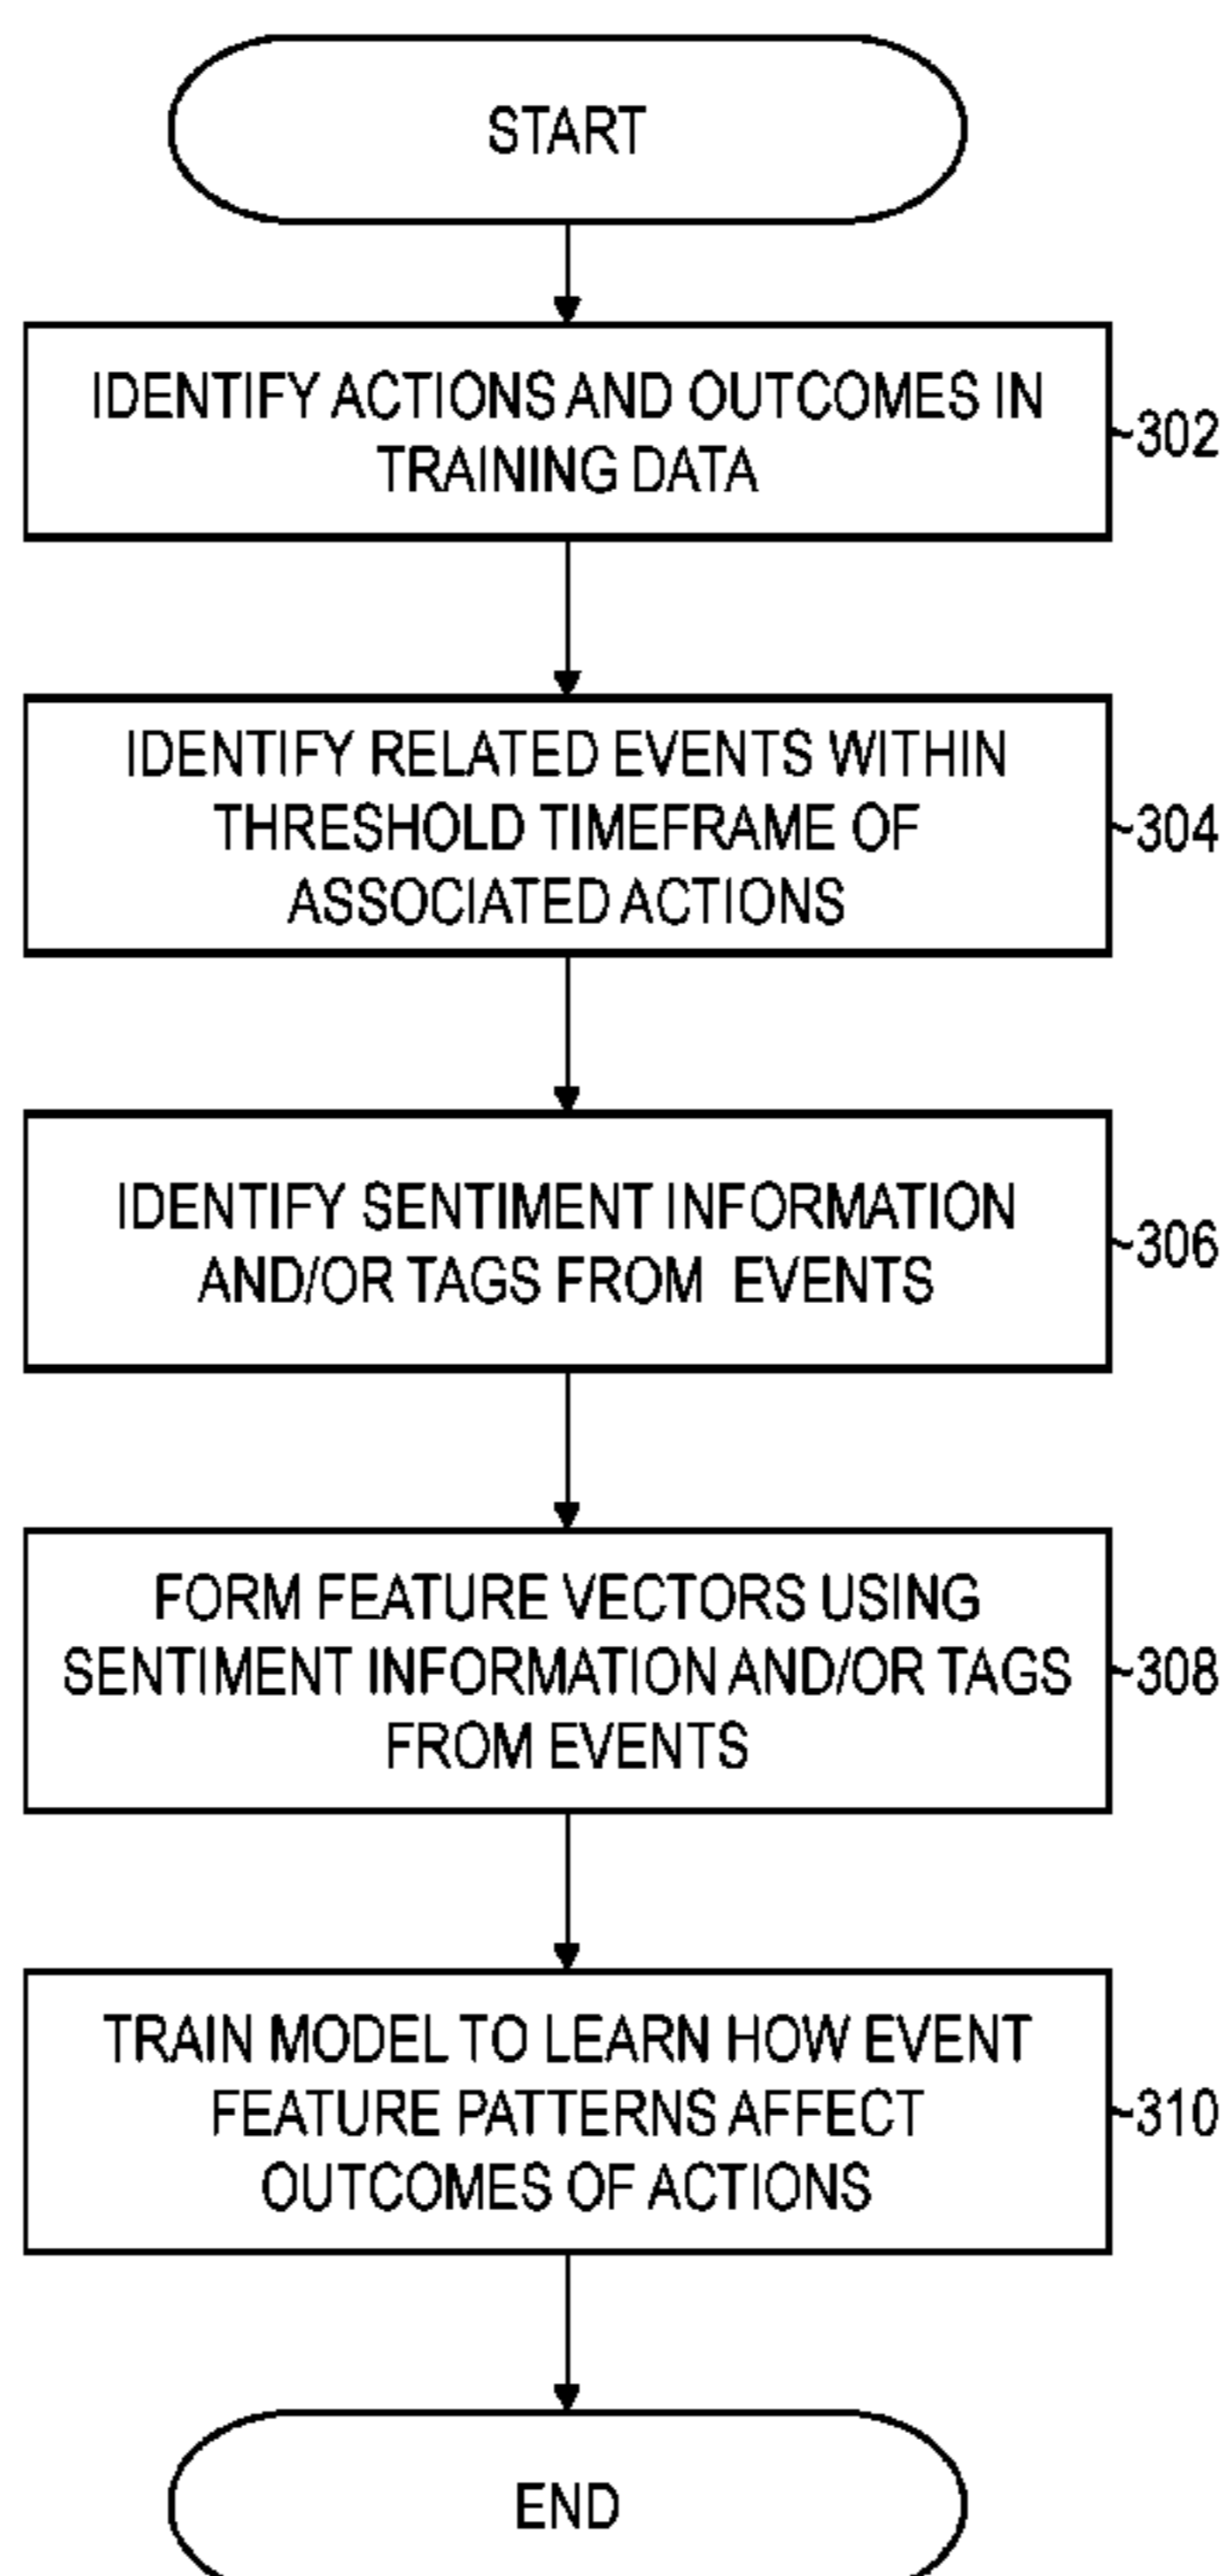 START
IDENTIFY ACTIONS AND OUTCOMES IN
TRAINING DATA
302
IDENTIFY RELATED EVENTS WITHIN
THRESHOLD TIMEFRAME OF
ASSOCIATED ACTIONS
304
IDENTIFY SENTIMENT INFORMATION
AND/OR TAGS FROM EVENTS
306
FORM FEATURE VECTORS USING
SENTIMENT INFORMATION AND/OR TAGS
FROM EVENTS
308
TRAIN MODEL TO LEARN HOW EVENT
FEATURE PATTERNS AFFECT
OUTCOMES OF ACTIONS
310
END